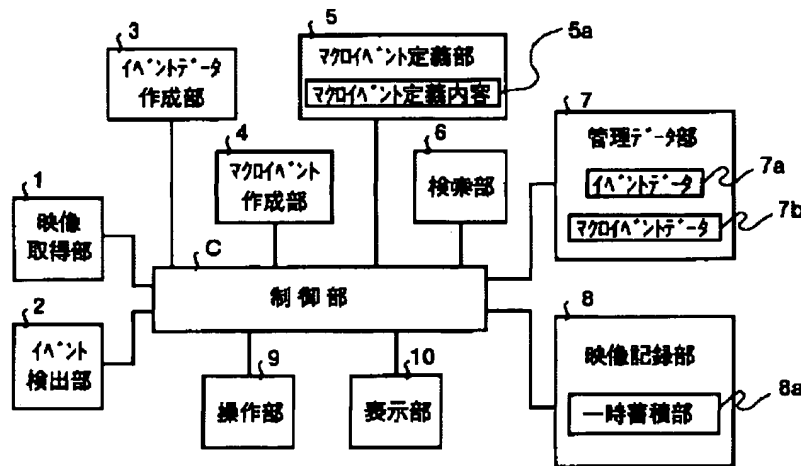 3
イベントデータ
作成部
5
マクロイベント定義部
マクロイベント定義内容
5a
4
マクロイベント
作成部
6
検索部
7
管理データ部
イベントデータ
マクロイベントデータ
7a
7b
1
映像
取得部
C
制御部
2
イベント
検出部
9
操作部
10
表示部
8
映像記録部
一時蓄積部
8a